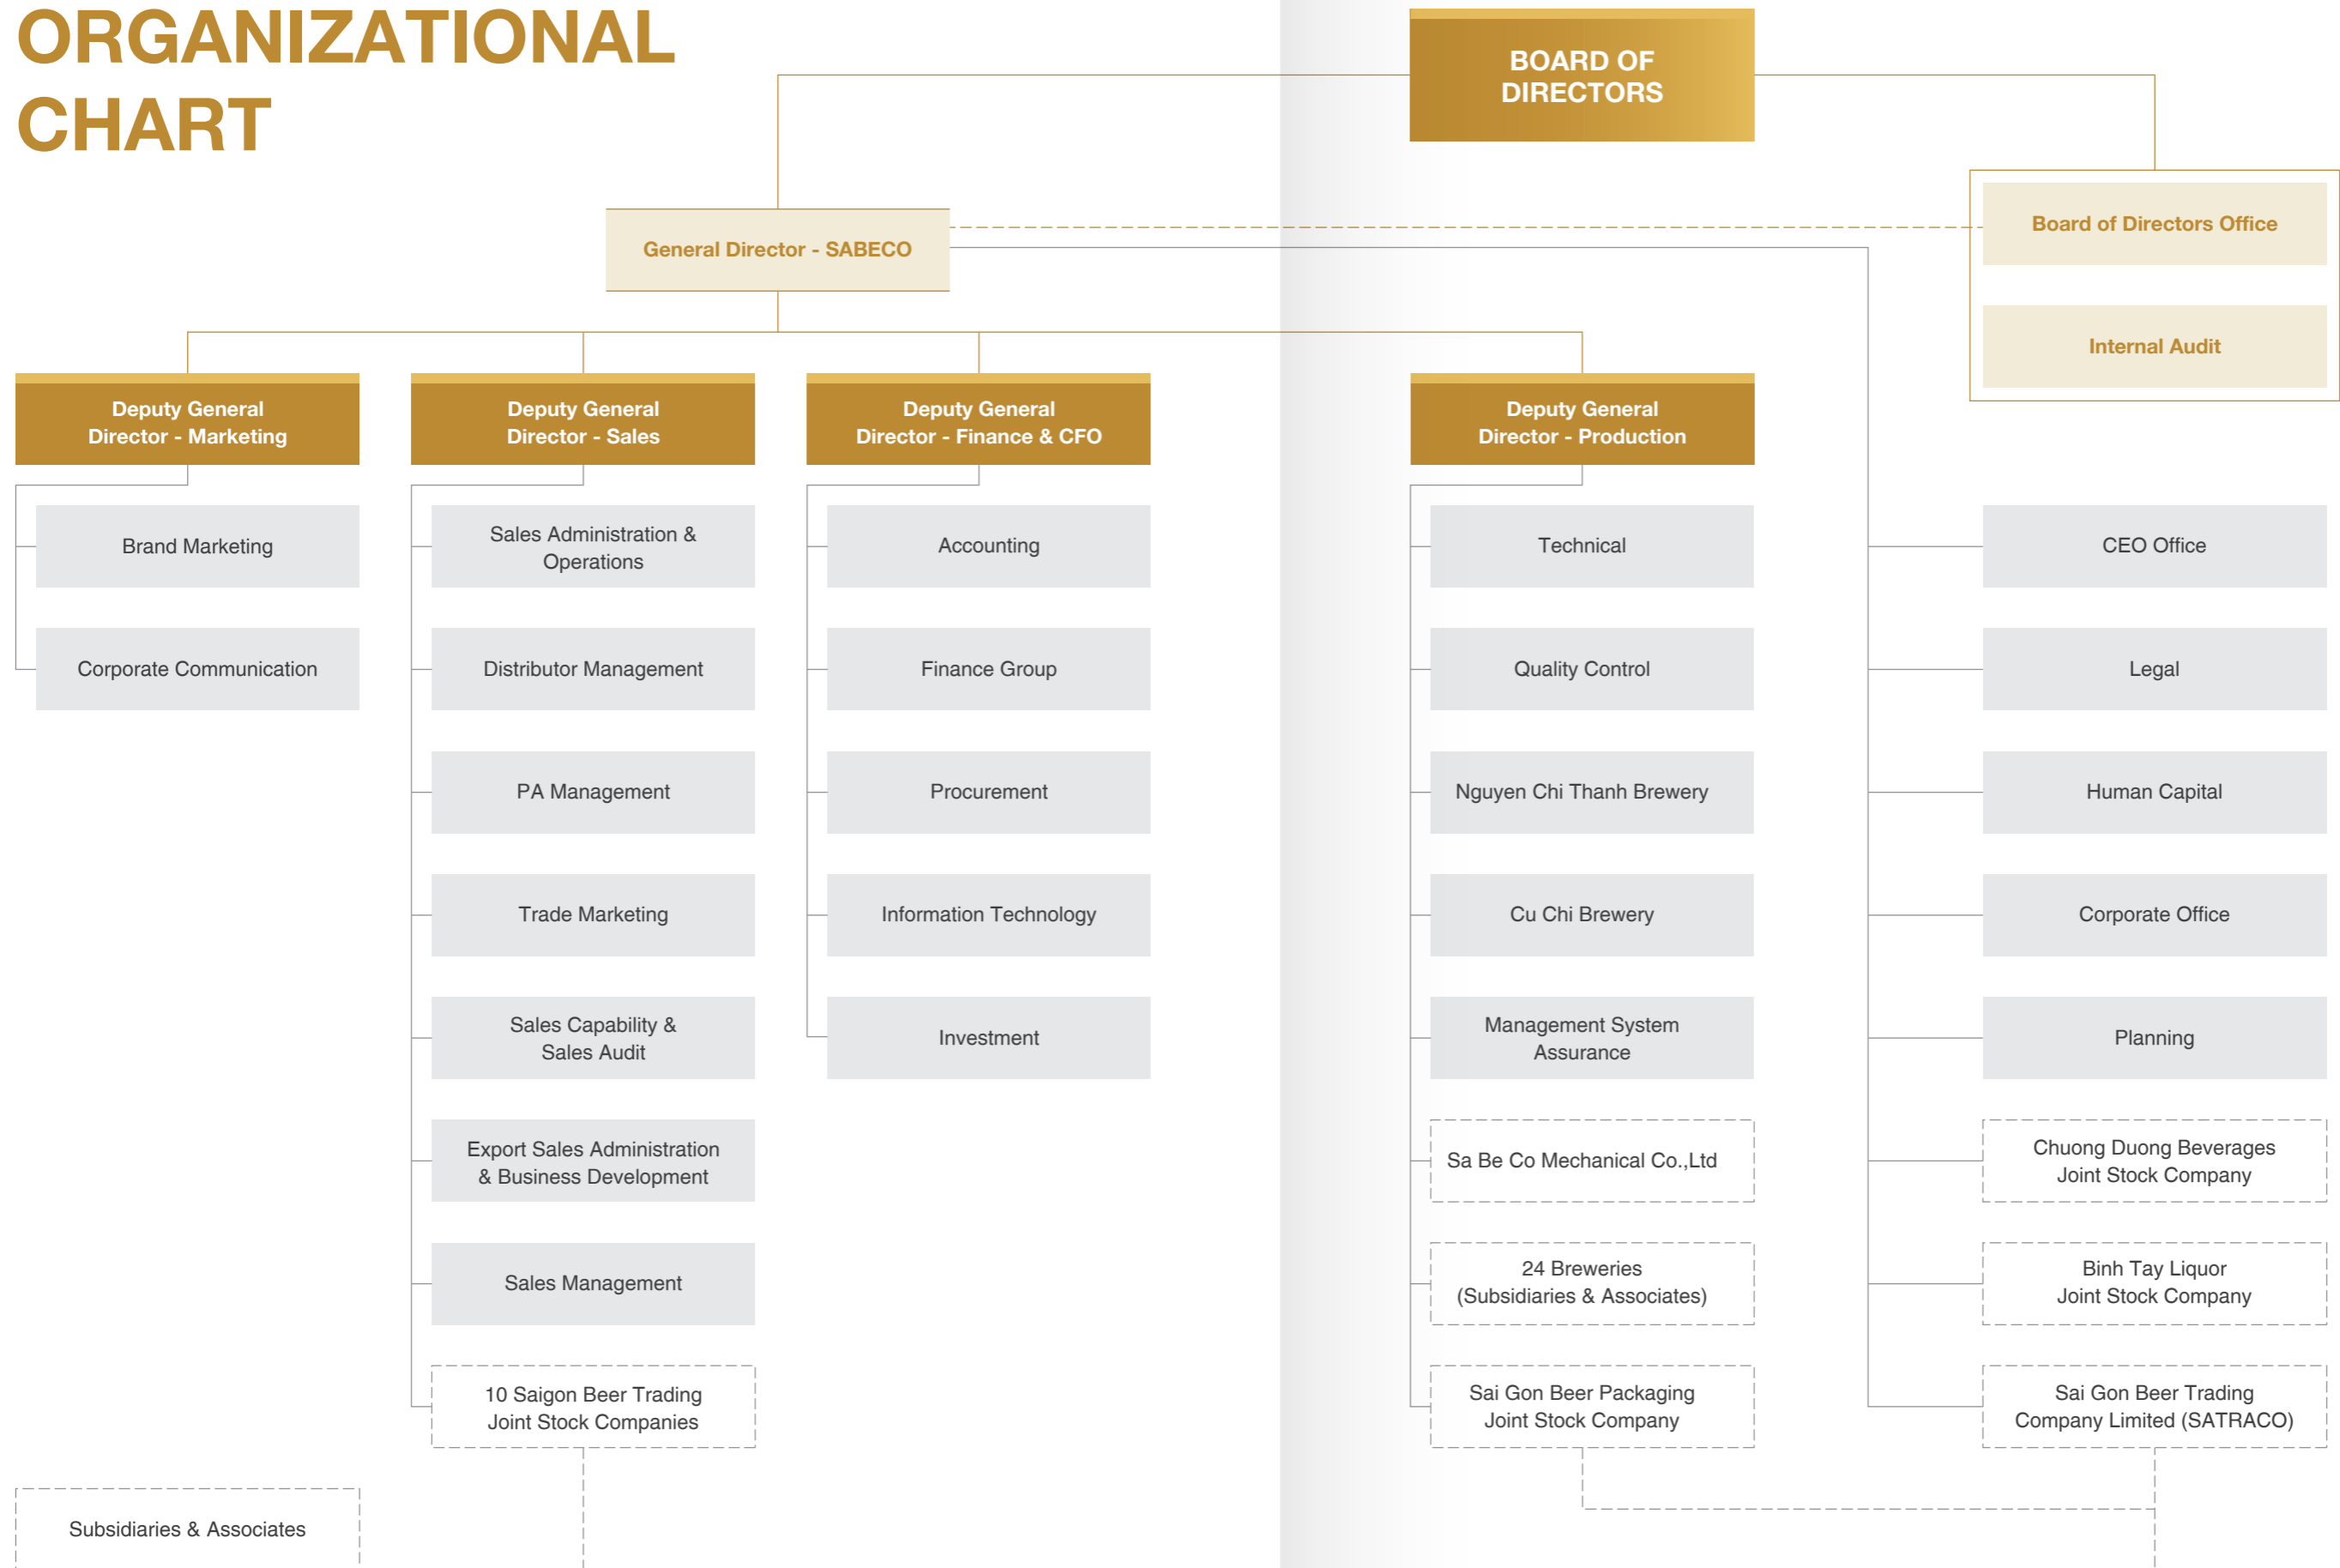 ORGANIZATIONAL
CHART
BOARD OF
DIRECTORS
General Director - SABECO
Board of Directors Office
Internal Audit
Deputy General
Director - Marketing
Brand Marketing
Corporate Communication
Deputy General
Director - Sales
Sales Administration &
Operations
Distributor Management
PA Management
Trade Marketing
Sales Capability &
Sales Audit
Export Sales Administration
& Business Development
Sales Management
10 Saigon Beer Trading
Joint Stock Companies
Deputy General
Director - Finance & CFO
Accounting
Finance Group
Procurement
Information Technology
Investment
Deputy General
Director - Production
Technical
Quality Control
Nguyen Chi Thanh Brewery
Cu Chi Brewery
Management System
Assurance
Sa Be Co Mechanical Co.,Ltd
24 Breweries
(Subsidiaries & Associates)
Sai Gon Beer Packaging
Joint Stock Company
CEO Office
Legal
Human Capital
Corporate Office
Planning
Chuong Duong Beverages
Joint Stock Company
Binh Tay Liquor
Joint Stock Company
Sai Gon Beer Trading
Company Limited (SATRACO)
Subsidiaries & Associates